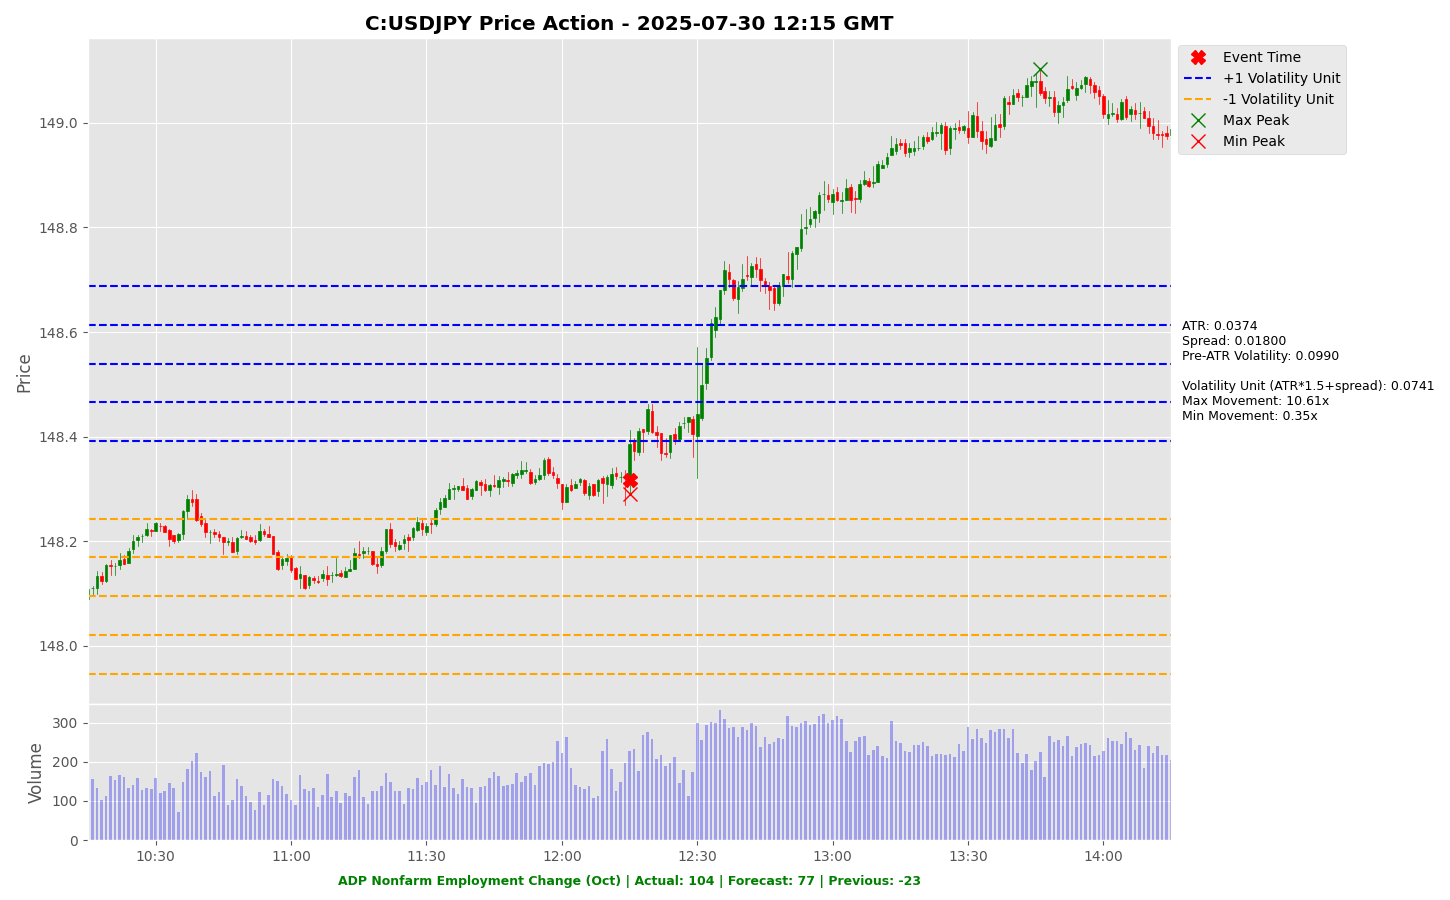 C:USDJPY Price Action - 2025-07-30 12:15 GMT
Event Time
+1 Volatility Unit
-1 Volatility Unit
Max Peak
Min Peak
149.0
148.8
148.6
148.4
148.2
148.0
Price
ATR: 0.0374
Spread: 0.01800
Pre-ATR Volatility: 0.0990
Volatility Unit (ATR*1.5+spread): 0.0741
Max Movement: 10.61x
Min Movement: 0.35x
300
200
100
0
Volume
10:30 11:00 11:30 12:00 12:30 13:00 13:30 14:00
ADP Nonfarm Employment Change (Oct) | Actual: 104 | Forecast: 77 | Previous: -23